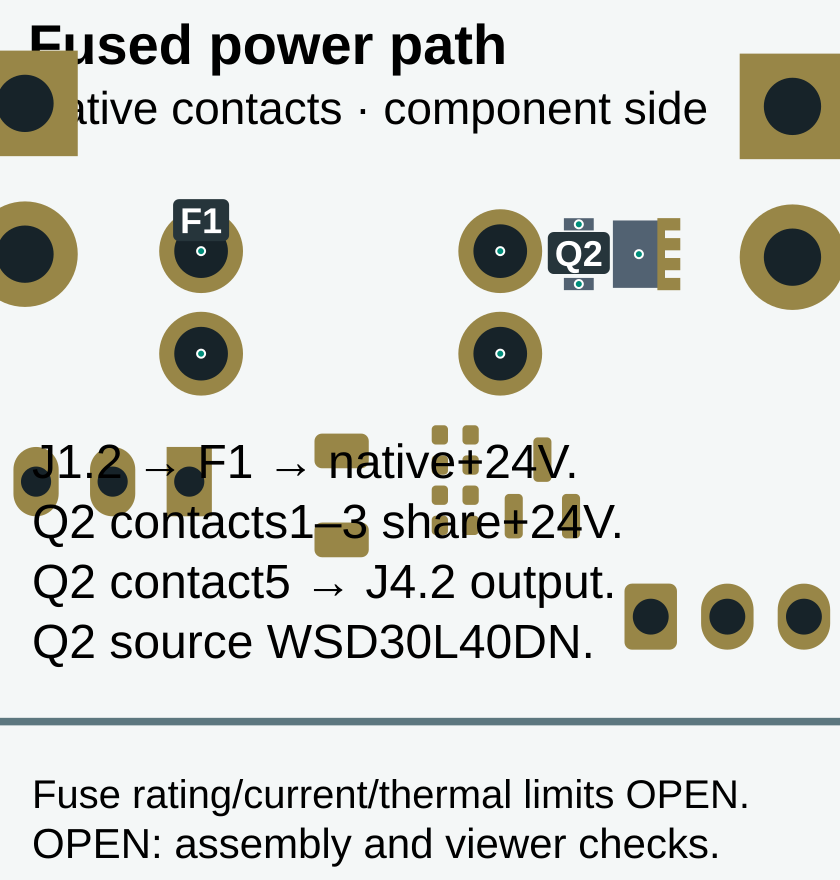 Fused power path
ative contacts · component side
F1
Q2
J1.2 → F1 → native+24V.
Q2 contacts1–3 share+24V.
Q2 contact5 → J4.2 output.
Q2 source WSD30L40DN.
Fuse rating/current/thermal limits OPEN.
OPEN: assembly and viewer checks.